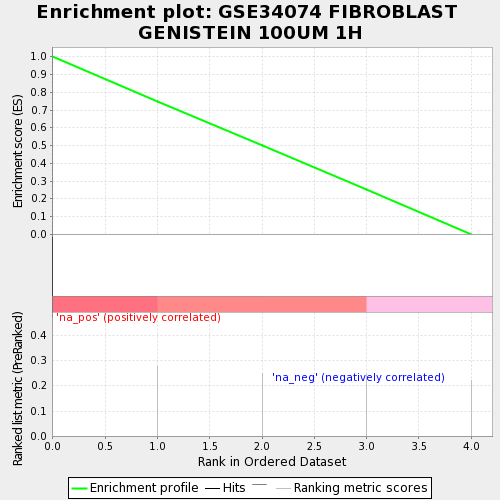 Enrichment plot: GSE34074 FIBROBLAST
GENISTEIN 100UM 1H
Enrichment score (ES)
1.0
0.9
0.8
0.7
0.6
0.5
0.4
0.3
0.2
0.1
0.0
'na_pos' (positively correlated)
'na_neg' (negatively correlated)
Ranked list metric (PreRanked)
0.4
0.3
0.2
0.1
0.0
0.0 0.5 1.0 1.5 2.0 2.5 3.0 3.5 4.0
Rank in Ordered Dataset
Enrichment profile Hits Ranking metric scores